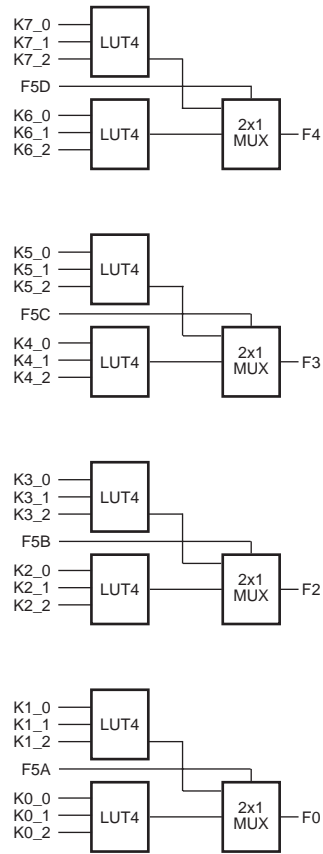 K7_0
K7_1
K7_2
LUT4
F5D
K6_0
K6_1
K6_2
LUT4
2x1
MUX
F4
K5_0
K5_1
K5_2
LUT4
F5C
K4_0
K4_1
K4_2
LUT4
2x1
MUX
F3
K3_0
K3_1
K3_2
LUT4
F5B
K2_0
K2_1
K2_2
LUT4
2x1
MUX
F2
K1_0
K1_1
K1_2
LUT4
F5A
K0_0
K0_1
K0_2
LUT4
2x1
MUX
F0